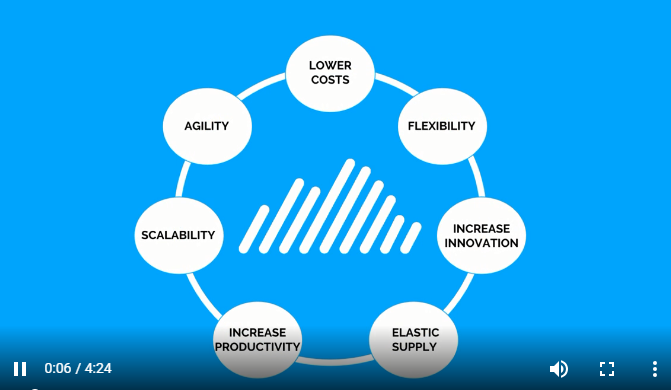 LOWER
COSTS
AGILITY
FLEXIBILITY
SCALABILITY
INCREASE
INNOVATION
INCREASE
PRODUCTIVITY
ELASTIC
SUPPLY
0:06 / 4:24